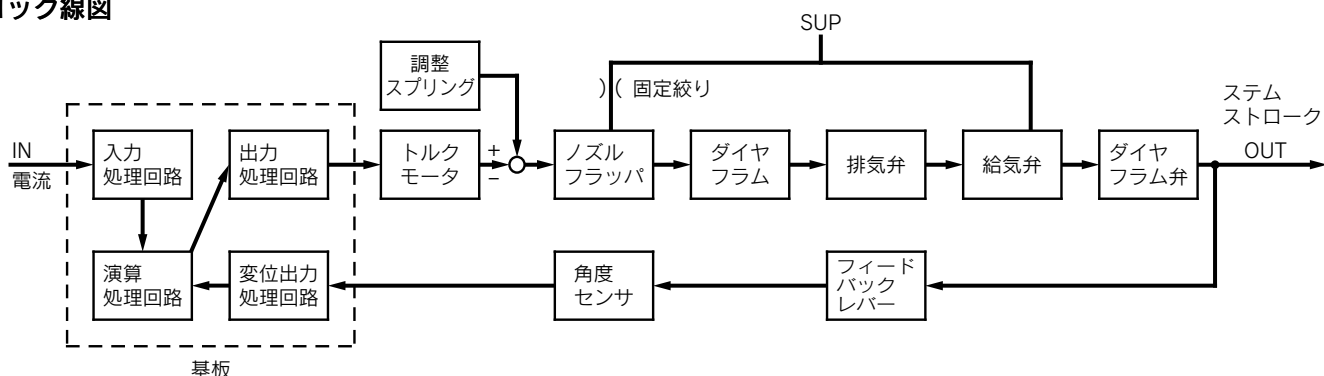 ック線図
SUP
調整
スプリング
固定絞り
ステム
ストローク
IN
電流
入力
処理回路
出力
処理回路
トルク
モータ
+
−
ノズル
フラッパ
ダイヤ
フラム
排気弁
給気弁
ダイヤ
フラム弁
OUT
演算
処理回路
変位出力
処理回路
角度
センサ
フィード
バック
レバー
基板